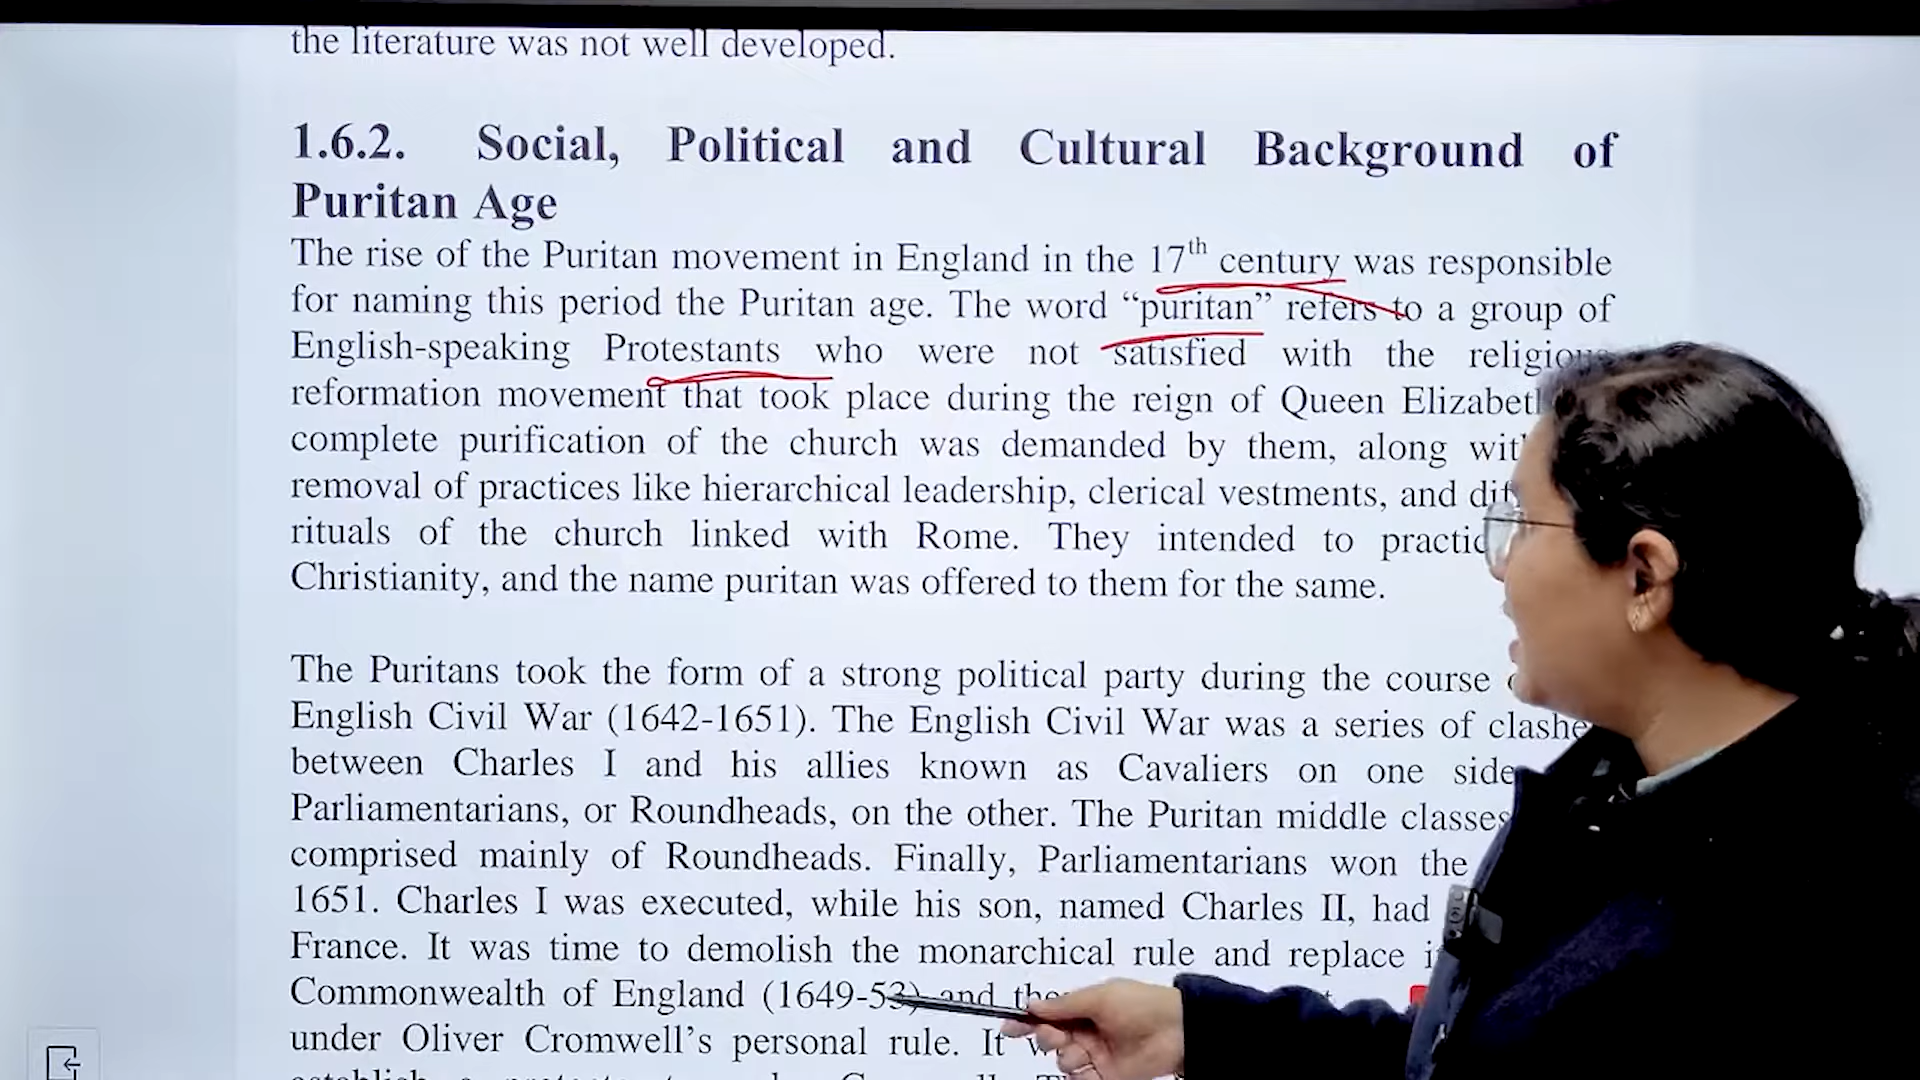 the literature was not well developed.
1.6.2. Social, Political and Cultural Background of
Puritan Age
The rise of the Puritan movement in England in the 17th century was responsible
for naming this period the Puritan age. The word “puritan” refers to a group of
English-speaking Protestants who were not satisfied with the religious
reformation movement that took place during the reign of Queen Elizabeth
complete purification of the church was demanded by them, along with
removal of practices like hierarchical leadership, clerical vestments, and
rituals of the church linked with Rome. They intended to
Christianity, and the name puritan was offered to them for the same.
The Puritans took the form of a strong political party during the course
English Civil War (1642-1651). The English Civil War was a series of clashes
between Charles I and his allies known as Cavaliers on one side
Parliamentarians, or Roundheads, on the other. The Puritan middle classes
comprised mainly of Roundheads. Finally, Parliamentarians won the
1651. Charles I was executed, while his son, named Charles II, had
France. It was time to demolish the monarchical rule and replace
Commonwealth of England (1649-53) and
under Oliver Cromwell’s personal rule. It